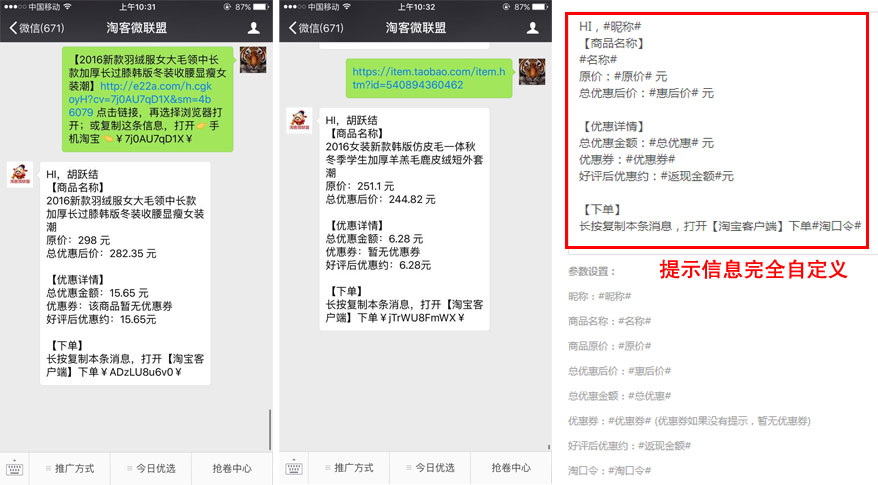 中国移动 上午10:31 87%
微信(671) 淘客微联盟
【2016新款羽绒服女大毛领中长
款加厚长过膝韩版冬装收腰显瘦女
装潮】http://e22a.com/h.cgk
oyH?cv=7j0AU7qD1X&sm=4b
6079 点击链接，再选择浏览器打
开；或复制这条信息，打开👉手
机淘宝👈￥7j0AU7qD1X￥
HI，胡跃结
【商品名称】
2016新款羽绒服女大毛领中长款
加厚长过膝韩版冬装收腰显瘦女装
潮
原价：298 元
总优惠后价：282.35 元
【优惠详情】
总优惠金额：15.65 元
优惠券：该商品暂无优惠券
好评后优惠约：15.65元
【下单】
长按复制本条消息，打开【淘宝客
户端】下单￥ADzLU8u6v0￥
推广方式 今日优选 抢卷中心
中国移动 上午10:32 86%
微信(671) 淘客微联盟
https://item.taobao.com/item.h
tm?id=540894360462
HI，胡跃结
【商品名称】
2016女装新款韩版仿皮毛一体秋
冬季学生加厚羊羔毛鹿皮绒短外套
潮
原价：251.1 元
总优惠后价：244.82 元
【优惠详情】
总优惠金额：6.28 元
优惠券：暂无优惠券
好评后优惠约：6.28元
【下单】
长按复制本条消息，打开【淘宝客
户端】下单￥jTrWU8FmWX￥
推广方式 今日优选 抢卷中心
HI，#昵称#
【商品名称】
#名称#
原价：#原价# 元
总优惠后价：#惠后价# 元
【优惠详情】
总优惠金额：#总优惠# 元
优惠券：#优惠券#
好评后优惠约：#返现金额#元
【下单】
长按复制本条消息，打开【淘宝客户端】下单#淘口令#
提示信息完全自定义
参数设置：
昵称：#昵称#
商品名称：#名称#
商品原价：#原价#
总优惠后价：#惠后价#
总优惠金额：#总优惠#
优惠券：#优惠券# (优惠券如果没有提示，暂无优惠券)
好评后优惠约：#返现金额#
淘口令：#淘口令#